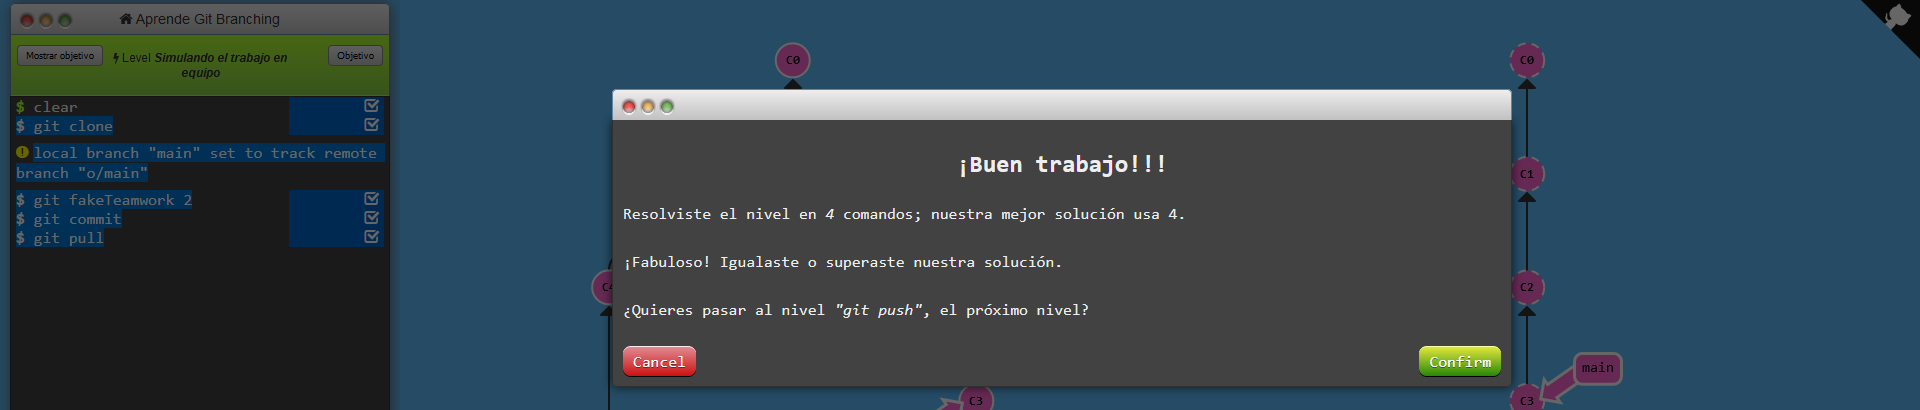 Aprende Git Branching
Mostrar objetivo
Level Simulando el trabajo en
equipo
Objetivo
$ clear
$ git clone
local branch "main" set to track remote
branch "o/main"
$ git fakeTeamwork 2
$ git commit
$ git pull
C0
¡Buen trabajo!!!
Resolviste el nivel en 4 comandos; nuestra mejor solución usa 4.
¡Fabuloso! Igualaste o superaste nuestra solución.
¿Quieres pasar al nivel "git push", el próximo nivel?
Cancel
Confirm
C3
C0
C1
C2
main
C3